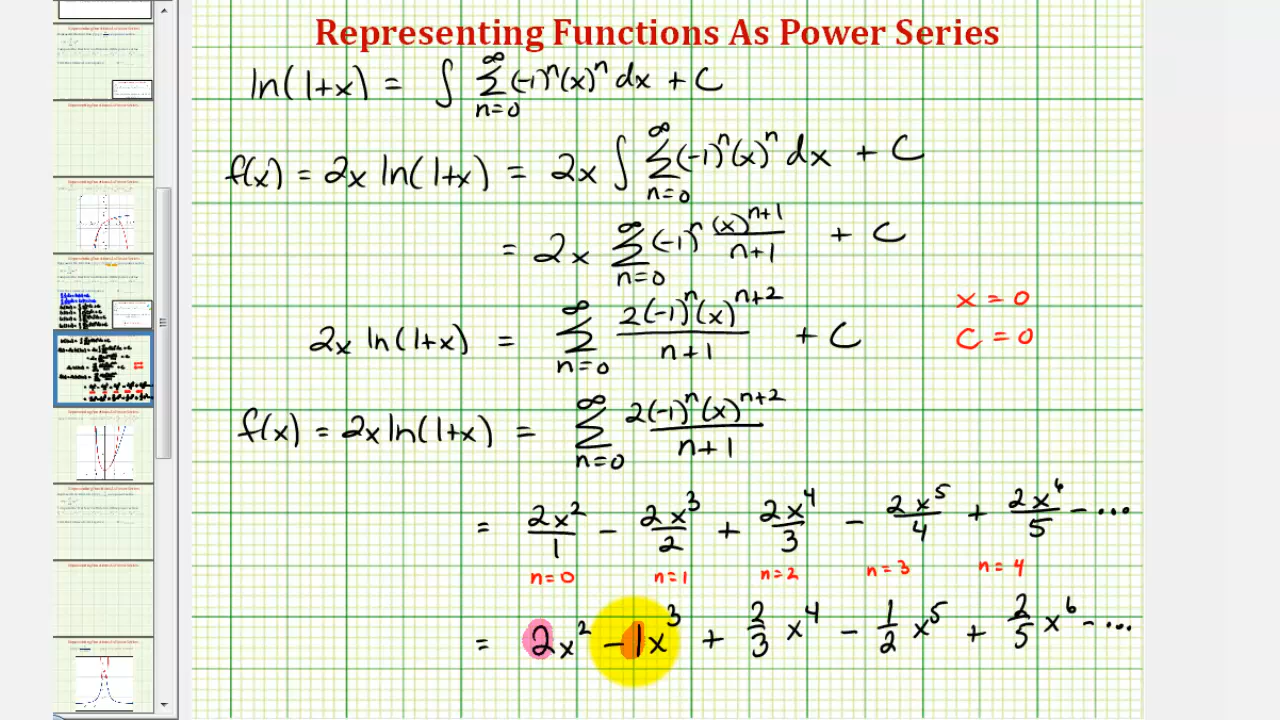 Representing Functions As Power Series
ln(1+x) = ∫ ∑_{n=0}^{∞} (-1)^n (x)^n dx + C
f(x) = 2x ln(1+x) = 2x ∫ ∑_{n=0}^{∞} (-1)^n (x)^n dx + C
= 2x ∑_{n=0}^{∞} (-1)^n (x)^{n+1}/(n+1) + C
x = 0
2x ln(1+x) = ∑_{n=0}^{∞} 2(-1)^n (x)^{n+2}/(n+1) + C
C = 0
f(x) = 2x ln(1+x) = ∑_{n=0}^{∞} 2(-1)^n (x)^{n+2}/(n+1)
= 2x^2/1 - 2x^3/2 + 2x^4/3 - 2x^5/4 + 2x^6/5 - ...
n=0 n=1 n=2 n=3 n=4
= 2x^2 - 1x^3 + 2/3 x^4 - 1/2 x^5 + 2/5 x^6 - ...